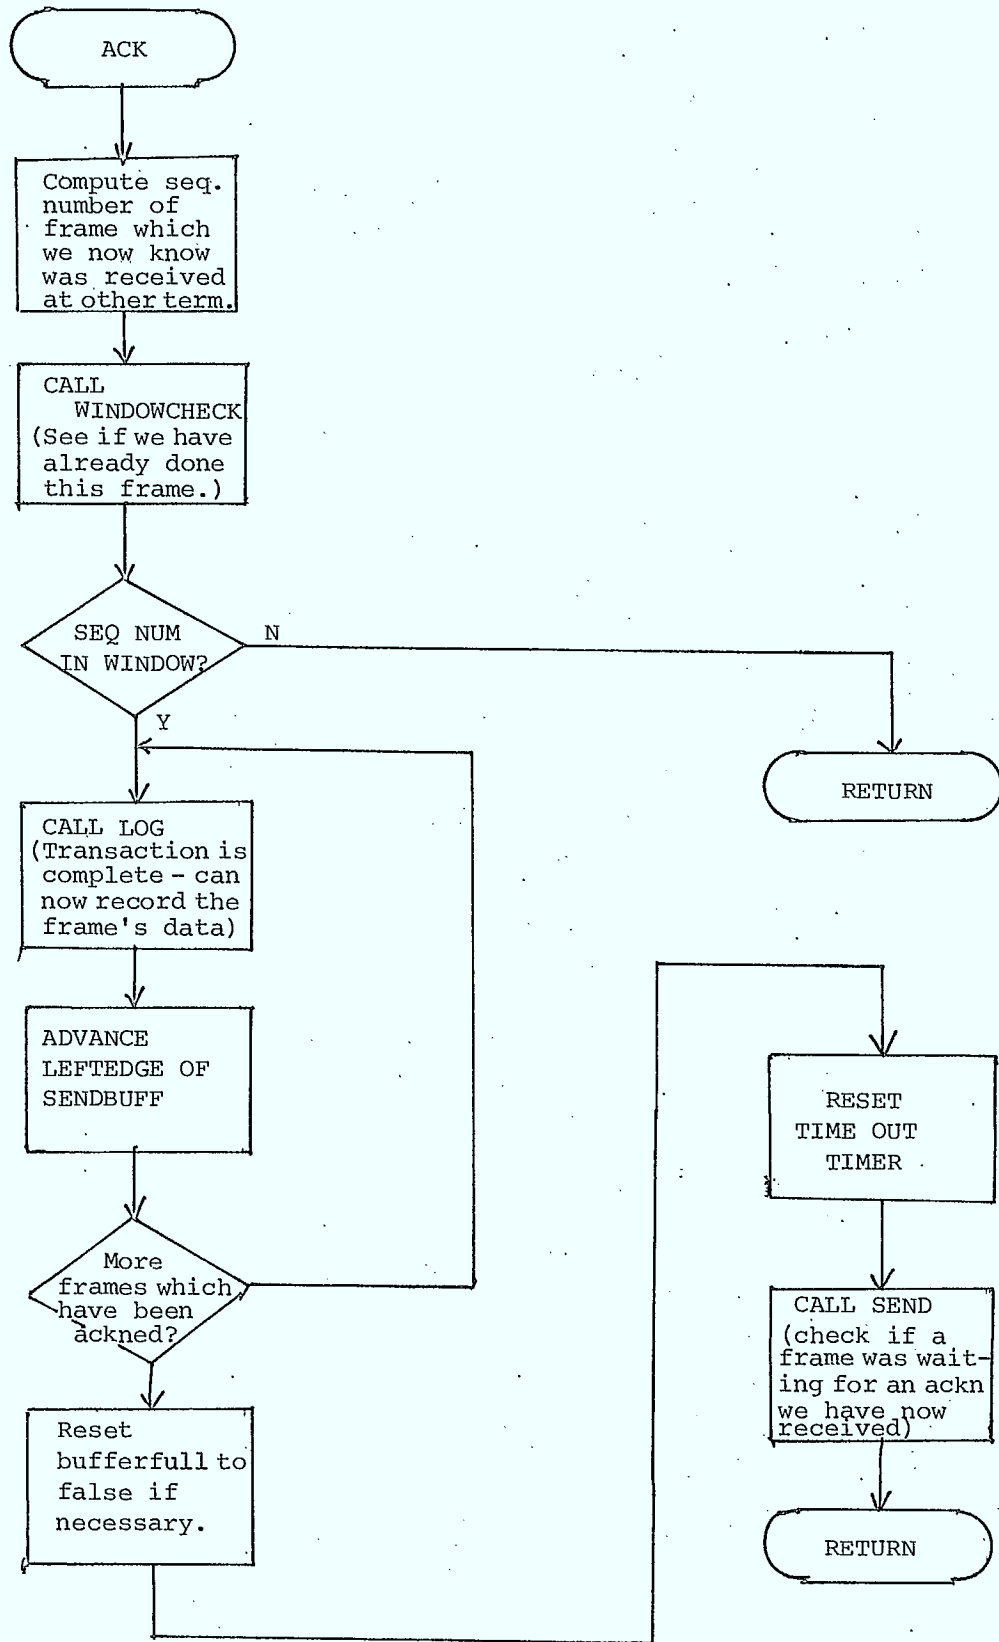 ACK
Compute seq.
number of
frame which
we now know
was received
at other term.
CALL
WINDOWCHECK
(See if we have
already done
this frame.)
SEQ NUM
IN WINDOW?
N
Y
RETURN
CALL LOG
(Transaction is
complete - can
now record the
frame's data)
ADVANCE
LEFTEDGE OF
SENDBUFF
More
frames which
have been
ackned?
Reset
bufferfull to
false if
necessary.
RESET
TIME OUT
TIMER
CALL SEND
(check if a
frame was wait-
ing for an ackn
we have now
received)
RETURN